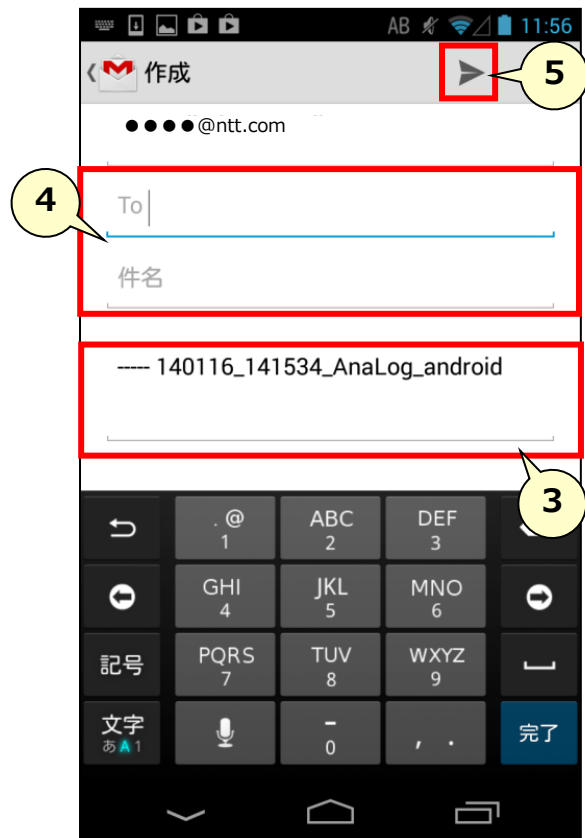 AB 11:56
作成
5
●●●●@ntt.com
4
To
件名
----- 140116_141534_AnaLog_android
3
. @ ABC DEF
1 2 3
GHI JKL MNO
4 5 6
記号 PQRS TUV WXYZ
7 8 9
文字 - , . 完了
あA1 0